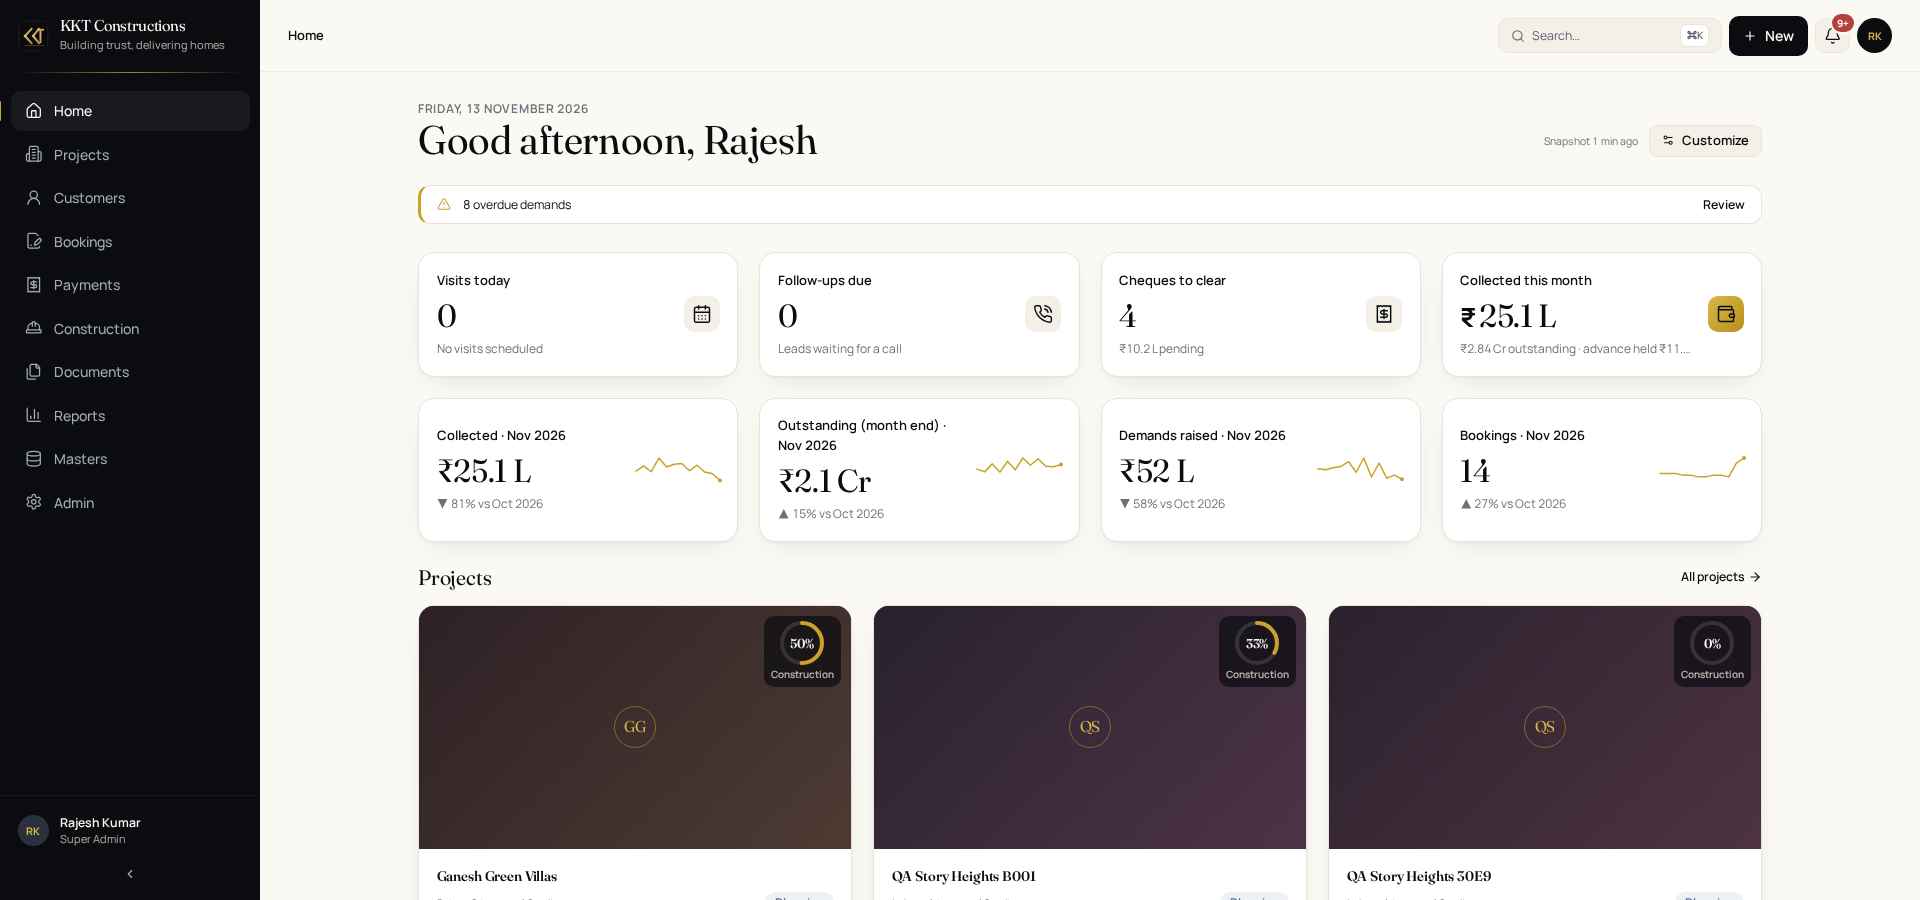 KKT Constructions
Building trust, delivering homes
Home
Projects
Customers
Bookings
Payments
Construction
Masters
Documents
Reports
Admin
Rajesh Kumar
Super Admin
RK
Home
Search...
⌘K
New
9+
RK
FRIDAY, 13 NOVEMBER 2026
Good afternoon, Rajesh
Snapshot 1 min ago
Customize
8 overdue demands
Review
Visits today
0
No visits scheduled
Follow-ups due
0
Leads waiting for a call
Cheques to clear
4
₹10.2 L pending
Collected this month
₹25.1 L
₹2.84 Cr outstanding · advance held ₹11....
Collected · Nov 2026
₹25.1 L
▼ 81% vs Oct 2026
Outstanding (month end) ·
Nov 2026
₹2.1 Cr
▲ 15% vs Oct 2026
Demands raised · Nov 2026
₹52 L
▼ 58% vs Oct 2026
Bookings · Nov 2026
14
▲ 27% vs Oct 2026
Projects
All projects
50%
Construction
GG
Ganesh Green Villas
33%
Construction
QS
QA Story Heights B001
0%
Construction
QS
QA Story Heights 30E9